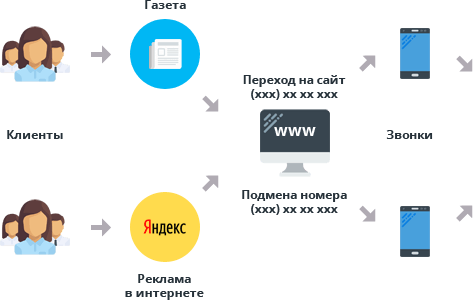 Газета
Переход на сайт
(xxx) xx xx xxx
Клиенты
www
Звонки
Подмена номера
(xxx) xx xx xxx
Яндекс
Реклама
в интернете